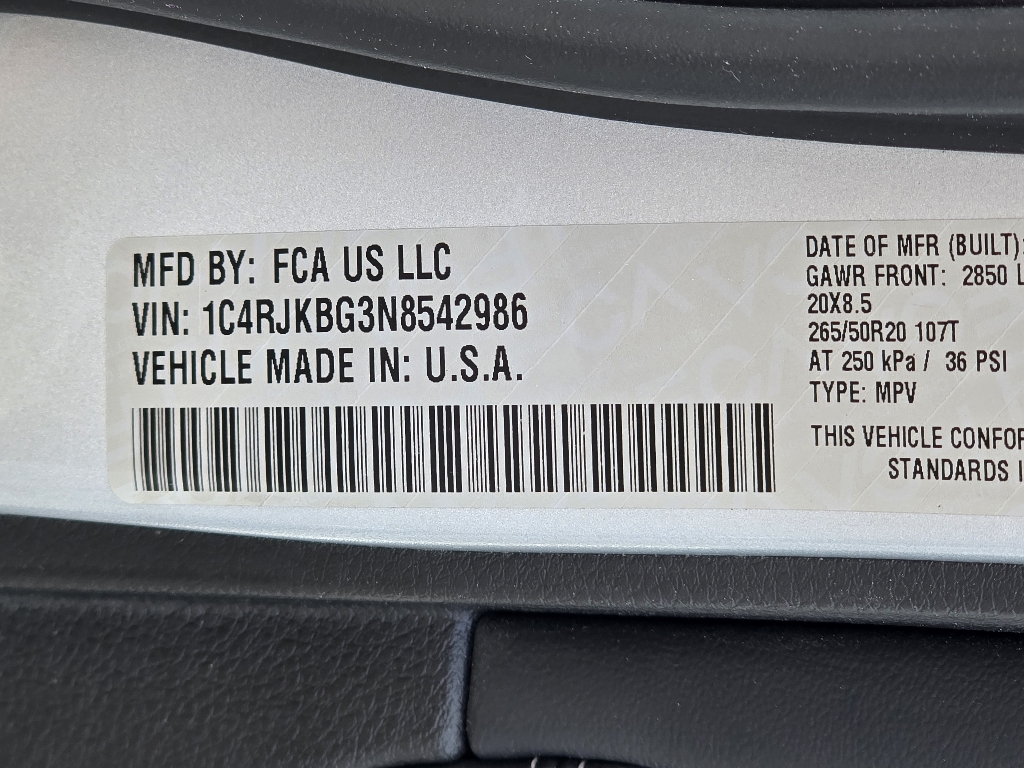 MFD BY: FCA US LLC
VIN: 1C4RJKBG3N8542986
VEHICLE MADE IN: U.S.A.
DATE OF MFR (BUILT):
GAWR FRONT: 2850 L
20X8.5
265/50R20 107T
AT 250 kPa / 36 PSI
TYPE: MPV
THIS VEHICLE CONFOR
STANDARDS I